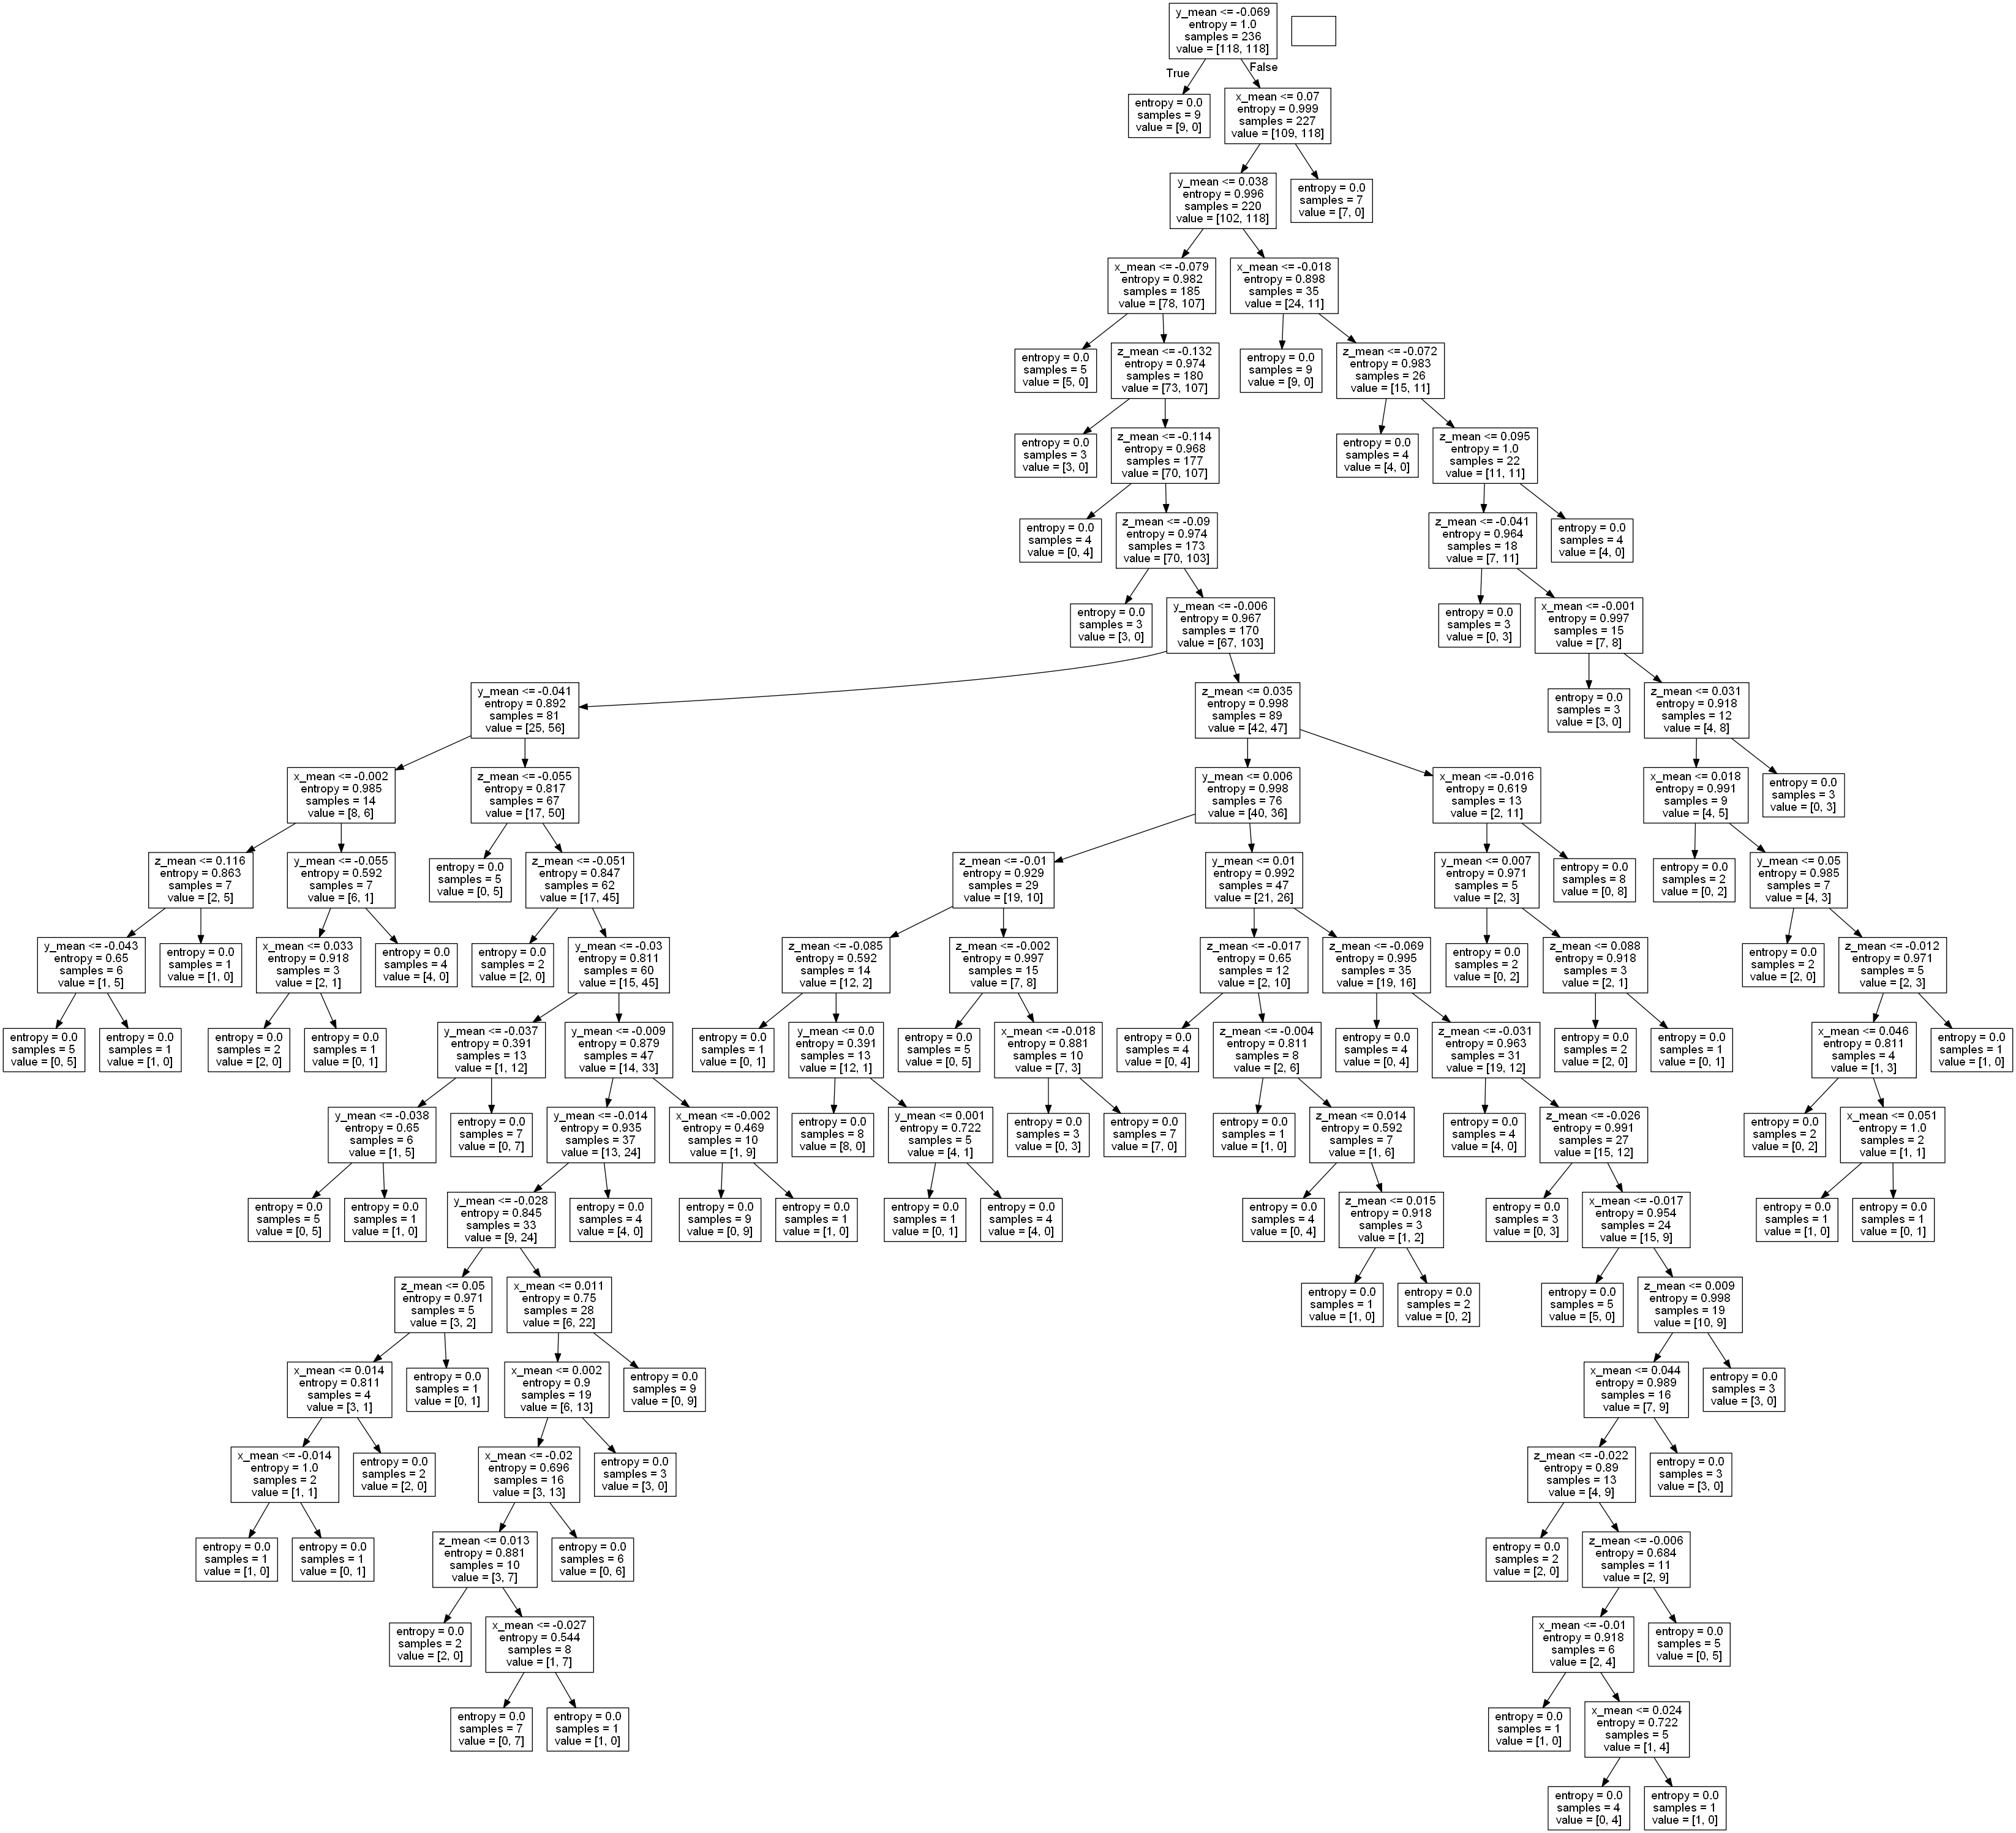 y_mean <= -0.069
entropy = 1.0
samples = 236
value = [118, 118]
True
False
entropy = 0.0
samples = 9
value = [9, 0]
x_mean <= 0.07
entropy = 0.999
samples = 227
value = [109, 118]
y_mean <= 0.038
entropy = 0.996
samples = 220
value = [102, 118]
entropy = 0.0
samples = 7
value = [7, 0]
x_mean <= -0.079
entropy = 0.982
samples = 185
value = [78, 107]
x_mean <= -0.018
entropy = 0.898
samples = 35
value = [24, 11]
entropy = 0.0
samples = 5
value = [5, 0]
z_mean <= -0.132
entropy = 0.974
samples = 180
value = [73, 107]
entropy = 0.0
samples = 9
value = [9, 0]
z_mean <= -0.072
entropy = 0.983
samples = 26
value = [15, 11]
entropy = 0.0
samples = 3
value = [3, 0]
z_mean <= -0.114
entropy = 0.968
samples = 177
value = [70, 107]
entropy = 0.0
samples = 4
value = [4, 0]
z_mean <= 0.095
entropy = 1.0
samples = 22
value = [11, 11]
entropy = 0.0
samples = 4
value = [0, 4]
z_mean <= -0.09
entropy = 0.974
samples = 173
value = [70, 103]
z_mean <= -0.041
entropy = 0.964
samples = 18
value = [7, 11]
entropy = 0.0
samples = 4
value = [4, 0]
entropy = 0.0
samples = 3
value = [3, 0]
y_mean <= -0.006
entropy = 0.967
samples = 170
value = [67, 103]
entropy = 0.0
samples = 3
value = [0, 3]
x_mean <= -0.001
entropy = 0.997
samples = 15
value = [7, 8]
y_mean <= -0.041
entropy = 0.892
samples = 81
value = [25, 56]
z_mean <= 0.035
entropy = 0.998
samples = 89
value = [42, 47]
entropy = 0.0
samples = 3
value = [3, 0]
z_mean <= 0.031
entropy = 0.918
samples = 12
value = [4, 8]
x_mean <= -0.002
entropy = 0.985
samples = 14
value = [8, 6]
z_mean <= -0.055
entropy = 0.817
samples = 67
value = [17, 50]
y_mean <= 0.006
entropy = 0.998
samples = 76
value = [40, 36]
x_mean <= -0.016
entropy = 0.619
samples = 13
value = [2, 11]
x_mean <= 0.018
entropy = 0.991
samples = 9
value = [4, 5]
entropy = 0.0
samples = 3
value = [0, 3]
z_mean <= 0.116
entropy = 0.863
samples = 7
value = [2, 5]
y_mean <= -0.055
entropy = 0.592
samples = 7
value = [6, 1]
entropy = 0.0
samples = 5
value = [0, 5]
z_mean <= -0.051
entropy = 0.847
samples = 62
value = [17, 45]
z_mean <= -0.01
entropy = 0.929
samples = 29
value = [19, 10]
y_mean <= 0.01
entropy = 0.992
samples = 47
value = [21, 26]
y_mean <= 0.007
entropy = 0.971
samples = 5
value = [2, 3]
entropy = 0.0
samples = 8
value = [0, 8]
entropy = 0.0
samples = 2
value = [0, 2]
y_mean <= 0.05
entropy = 0.985
samples = 7
value = [4, 3]
y_mean <= -0.043
entropy = 0.65
samples = 6
value = [1, 5]
entropy = 0.0
samples = 1
value = [1, 0]
x_mean <= 0.033
entropy = 0.918
samples = 3
value = [2, 1]
entropy = 0.0
samples = 4
value = [4, 0]
entropy = 0.0
samples = 2
value = [2, 0]
y_mean <= -0.03
entropy = 0.811
samples = 60
value = [15, 45]
z_mean <= -0.085
entropy = 0.592
samples = 14
value = [12, 2]
z_mean <= -0.002
entropy = 0.997
samples = 15
value = [7, 8]
z_mean <= -0.017
entropy = 0.65
samples = 12
value = [2, 10]
z_mean <= -0.069
entropy = 0.995
samples = 35
value = [19, 16]
entropy = 0.0
samples = 2
value = [0, 2]
z_mean <= 0.088
entropy = 0.918
samples = 3
value = [2, 1]
entropy = 0.0
samples = 2
value = [2, 0]
z_mean <= -0.012
entropy = 0.971
samples = 5
value = [2, 3]
entropy = 0.0
samples = 5
value = [0, 5]
entropy = 0.0
samples = 1
value = [1, 0]
entropy = 0.0
samples = 2
value = [2, 0]
entropy = 0.0
samples = 1
value = [0, 1]
y_mean <= -0.037
entropy = 0.391
samples = 13
value = [1, 12]
y_mean <= -0.009
entropy = 0.879
samples = 47
value = [14, 33]
entropy = 0.0
samples = 1
value = [0, 1]
y_mean <= 0.0
entropy = 0.391
samples = 13
value = [12, 1]
entropy = 0.0
samples = 5
value = [0, 5]
x_mean <= -0.018
entropy = 0.881
samples = 10
value = [7, 3]
entropy = 0.0
samples = 4
value = [0, 4]
z_mean <= -0.004
entropy = 0.811
samples = 8
value = [2, 6]
entropy = 0.0
samples = 4
value = [0, 4]
z_mean <= -0.031
entropy = 0.963
samples = 31
value = [19, 12]
entropy = 0.0
samples = 2
value = [2, 0]
entropy = 0.0
samples = 1
value = [0, 1]
x_mean <= 0.046
entropy = 0.811
samples = 4
value = [1, 3]
entropy = 0.0
samples = 1
value = [1, 0]
y_mean <= -0.038
entropy = 0.65
samples = 6
value = [1, 5]
entropy = 0.0
samples = 7
value = [0, 7]
y_mean <= -0.014
entropy = 0.935
samples = 37
value = [13, 24]
x_mean <= -0.002
entropy = 0.469
samples = 10
value = [1, 9]
entropy = 0.0
samples = 8
value = [8, 0]
y_mean <= 0.001
entropy = 0.722
samples = 5
value = [4, 1]
entropy = 0.0
samples = 3
value = [0, 3]
entropy = 0.0
samples = 7
value = [7, 0]
entropy = 0.0
samples = 1
value = [1, 0]
z_mean <= 0.014
entropy = 0.592
samples = 7
value = [1, 6]
entropy = 0.0
samples = 4
value = [4, 0]
z_mean <= -0.026
entropy = 0.991
samples = 27
value = [15, 12]
entropy = 0.0
samples = 2
value = [0, 2]
x_mean <= 0.051
entropy = 1.0
samples = 2
value = [1, 1]
entropy = 0.0
samples = 5
value = [0, 5]
entropy = 0.0
samples = 1
value = [1, 0]
y_mean <= -0.028
entropy = 0.845
samples = 33
value = [9, 24]
entropy = 0.0
samples = 4
value = [4, 0]
entropy = 0.0
samples = 9
value = [0, 9]
entropy = 0.0
samples = 1
value = [1, 0]
entropy = 0.0
samples = 1
value = [0, 1]
entropy = 0.0
samples = 4
value = [4, 0]
entropy = 0.0
samples = 4
value = [0, 4]
z_mean <= 0.015
entropy = 0.918
samples = 3
value = [1, 2]
entropy = 0.0
samples = 3
value = [0, 3]
x_mean <= -0.017
entropy = 0.954
samples = 24
value = [15, 9]
entropy = 0.0
samples = 1
value = [1, 0]
entropy = 0.0
samples = 1
value = [0, 1]
z_mean <= 0.05
entropy = 0.971
samples = 5
value = [3, 2]
x_mean <= 0.011
entropy = 0.75
samples = 28
value = [6, 22]
entropy = 0.0
samples = 1
value = [1, 0]
entropy = 0.0
samples = 2
value = [0, 2]
entropy = 0.0
samples = 5
value = [5, 0]
z_mean <= 0.009
entropy = 0.998
samples = 19
value = [10, 9]
x_mean <= 0.014
entropy = 0.811
samples = 4
value = [3, 1]
entropy = 0.0
samples = 1
value = [0, 1]
x_mean <= 0.002
entropy = 0.9
samples = 19
value = [6, 13]
entropy = 0.0
samples = 9
value = [0, 9]
x_mean <= 0.044
entropy = 0.989
samples = 16
value = [7, 9]
entropy = 0.0
samples = 3
value = [3, 0]
x_mean <= -0.014
entropy = 1.0
samples = 2
value = [1, 1]
entropy = 0.0
samples = 2
value = [2, 0]
x_mean <= -0.02
entropy = 0.696
samples = 16
value = [3, 13]
entropy = 0.0
samples = 3
value = [3, 0]
z_mean <= -0.022
entropy = 0.89
samples = 13
value = [4, 9]
entropy = 0.0
samples = 3
value = [3, 0]
entropy = 0.0
samples = 1
value = [1, 0]
entropy = 0.0
samples = 1
value = [0, 1]
z_mean <= 0.013
entropy = 0.881
samples = 10
value = [3, 7]
entropy = 0.0
samples = 6
value = [0, 6]
entropy = 0.0
samples = 2
value = [2, 0]
z_mean <= -0.006
entropy = 0.684
samples = 11
value = [2, 9]
entropy = 0.0
samples = 2
value = [2, 0]
x_mean <= -0.027
entropy = 0.544
samples = 8
value = [1, 7]
x_mean <= -0.01
entropy = 0.918
samples = 6
value = [2, 4]
entropy = 0.0
samples = 5
value = [0, 5]
entropy = 0.0
samples = 7
value = [0, 7]
entropy = 0.0
samples = 1
value = [1, 0]
entropy = 0.0
samples = 1
value = [1, 0]
x_mean <= 0.024
entropy = 0.722
samples = 5
value = [1, 4]
entropy = 0.0
samples = 4
value = [0, 4]
entropy = 0.0
samples = 1
value = [1, 0]